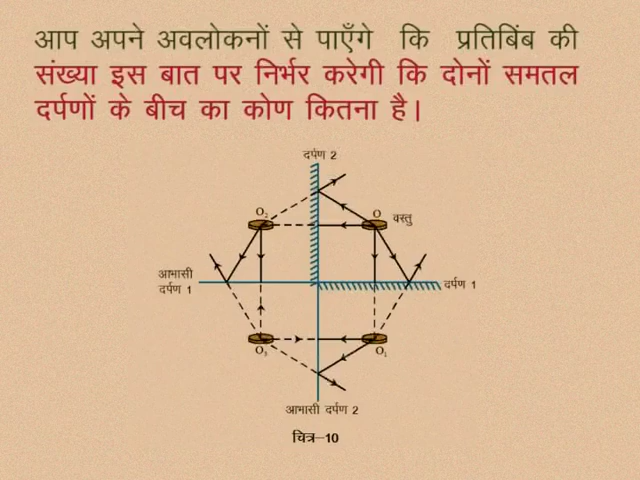 आप अपने अवलोकनों से पाएँगे कि प्रतिबिंब की
संख्या इस बात पर निर्भर करेगी कि दोनों समतल
दर्पणों के बीच का कोण कितना है।
दर्पण 2
O₂
O
वस्तु
आभासी
दर्पण 1
दर्पण 1
O₃
O₁
आभासी दर्पण 2
चित्र–10